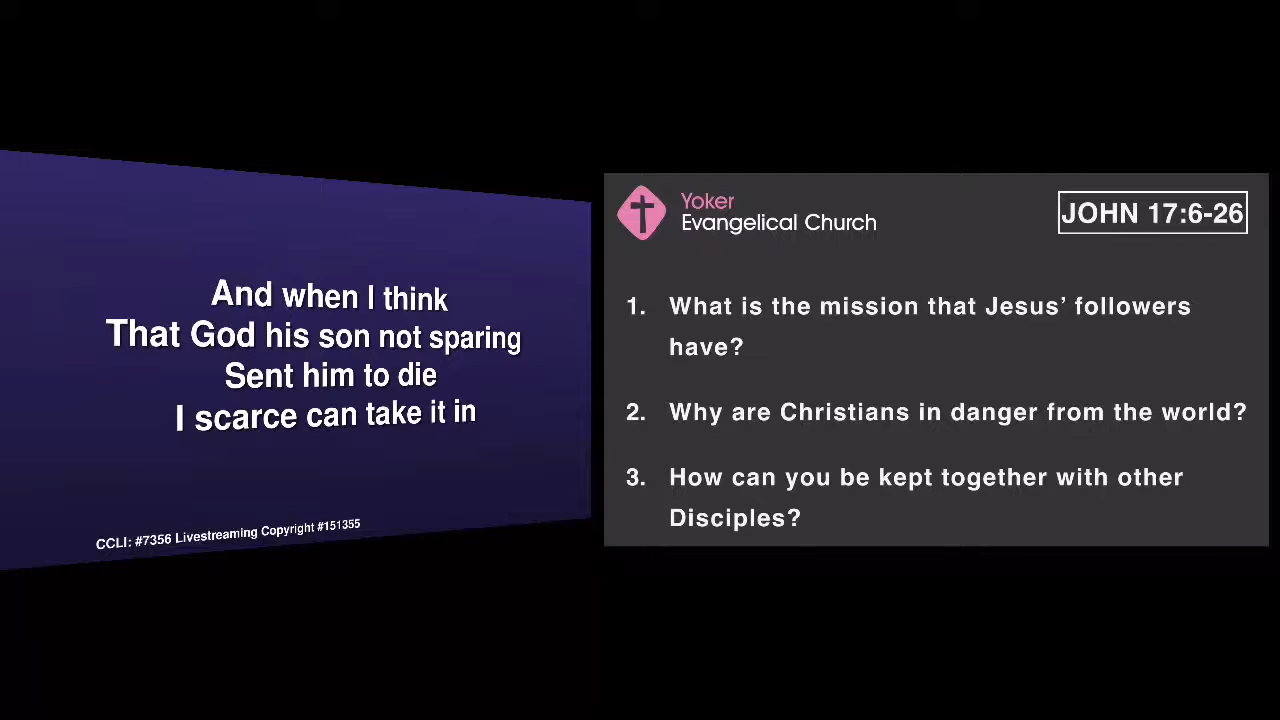 And when I think
That God his son not sparing
Sent him to die
I scarce can take it in
CCLI: #7356 Livestreaming Copyright #151355
Yoker
Evangelical Church
JOHN 17:6-26
1. What is the mission that Jesus’ followers
have?
2. Why are Christians in danger from the world?
3. How can you be kept together with other
Disciples?